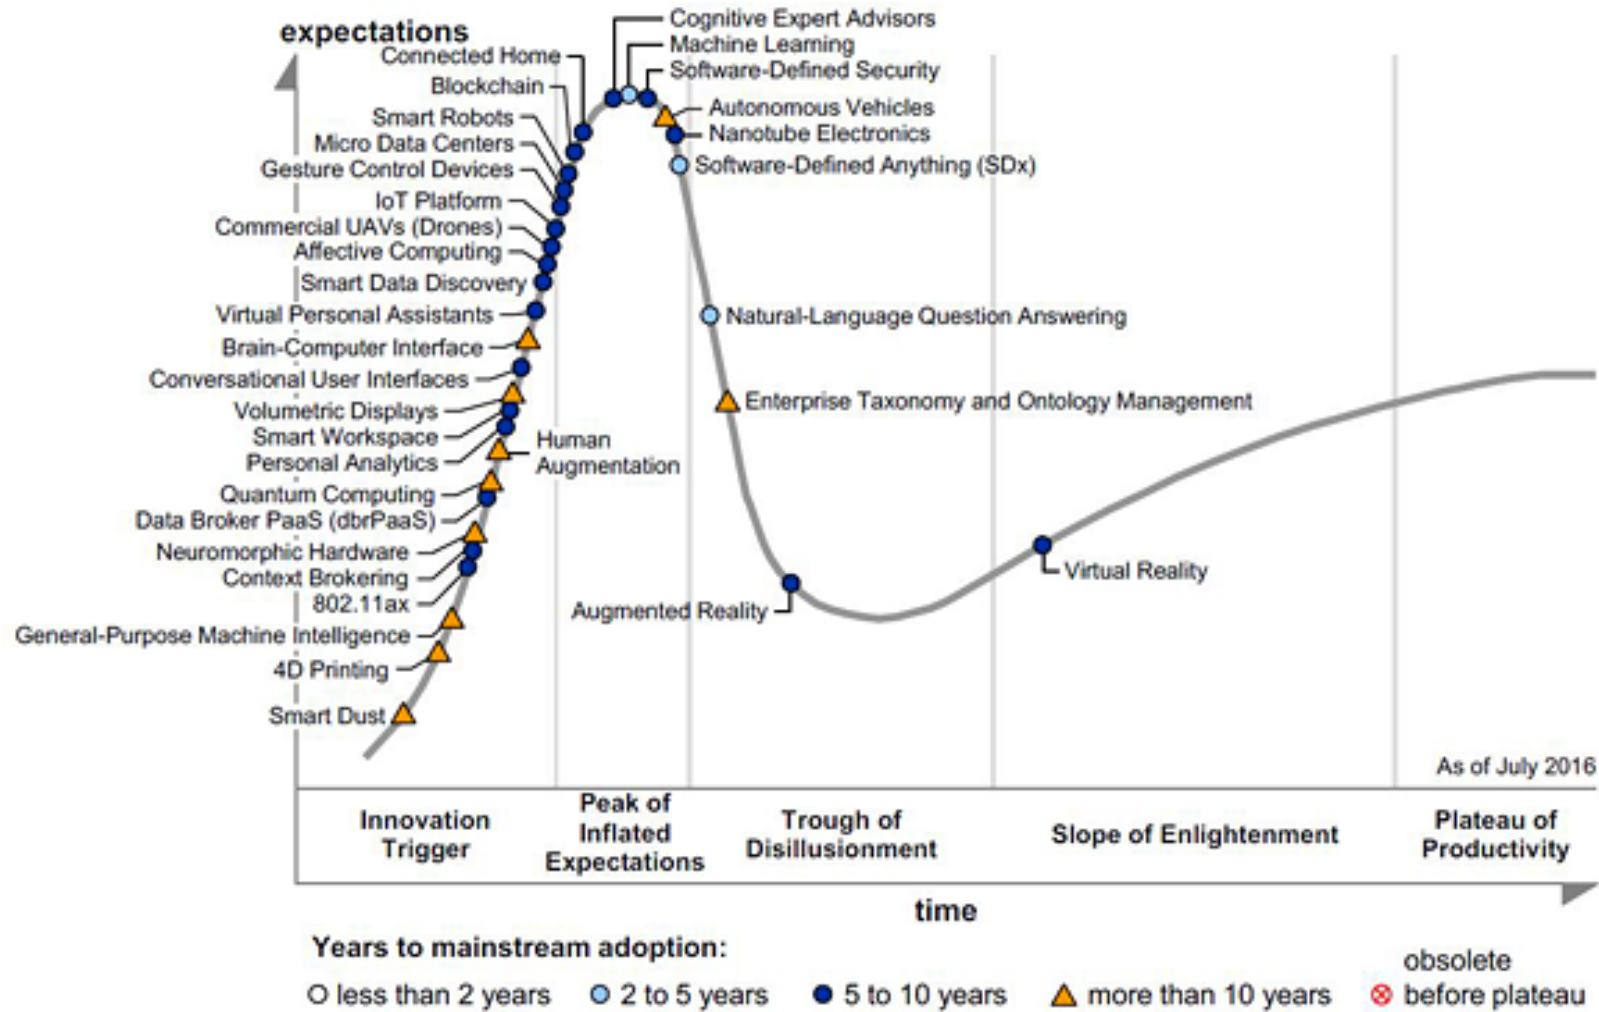 expectations
Cognitive Expert Advisors
Machine Learning
Software-Defined Security
Autonomous Vehicles
Nanotube Electronics
Software-Defined Anything (SDx)
Connected Home
Blockchain
Smart Robots
Micro Data Centers
Gesture Control Devices
IoT Platform
Commercial UAVs (Drones)
Affective Computing
Smart Data Discovery
Virtual Personal Assistants
Brain-Computer Interface
Conversational User Interfaces
Volumetric Displays
Smart Workspace
Personal Analytics
Quantum Computing
Data Broker PaaS (dbrPaaS)
Neuromorphic Hardware
Context Brokering
802.11ax
General-Purpose Machine Intelligence
4D Printing
Smart Dust
Human
Augmentation
Natural-Language Question Answering
Enterprise Taxonomy and Ontology Management
Augmented Reality
Virtual Reality
As of July 2016
Innovation
Trigger
Peak of
Inflated
Expectations
Trough of
Disillusionment
Slope of Enlightenment
Plateau of
Productivity
time
Years to mainstream adoption:
less than 2 years
2 to 5 years
5 to 10 years
more than 10 years
obsolete
before plateau